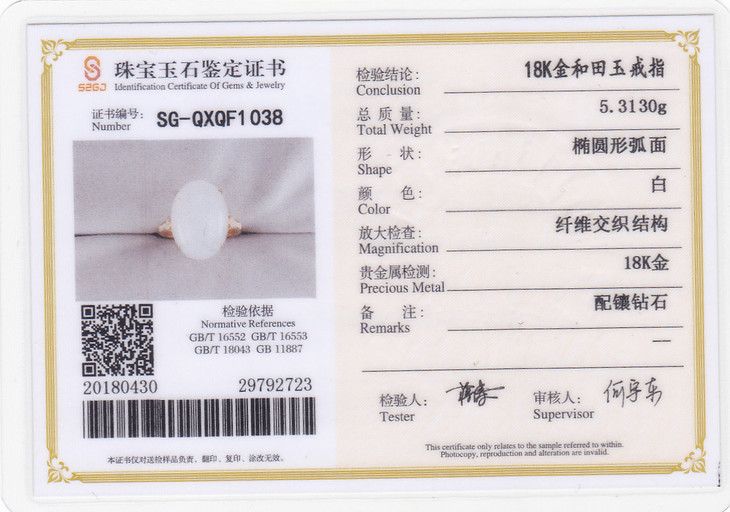 SGGJ
珠宝玉石鉴定证书
Identification Certificate Of Gems & Jewelry
证书编号:
Number
SG-QXQF1038
检验依据
Normative References
GB/T 16552 GB/T 16553
GB/T 18043 GB 11887
20180430 29792723
本证书仅对送检样品负责、翻印、复印、涂改无效。
检验结论: 18K金和田玉戒指
Conclusion
总质量: 5.3130g
Total Weight
形状: 椭圆形弧面
Shape
颜色: 白
Color
放大检查: 纤维交织结构
Magnification
贵金属检测: 18K金
Precious Metal
备注: 配镶钻石
Remarks
—
检验人: 审核人:
Tester Supervisor
This certificate only relates to the sample referred to within.
Photocopy, reproduction and alteration are invalid.